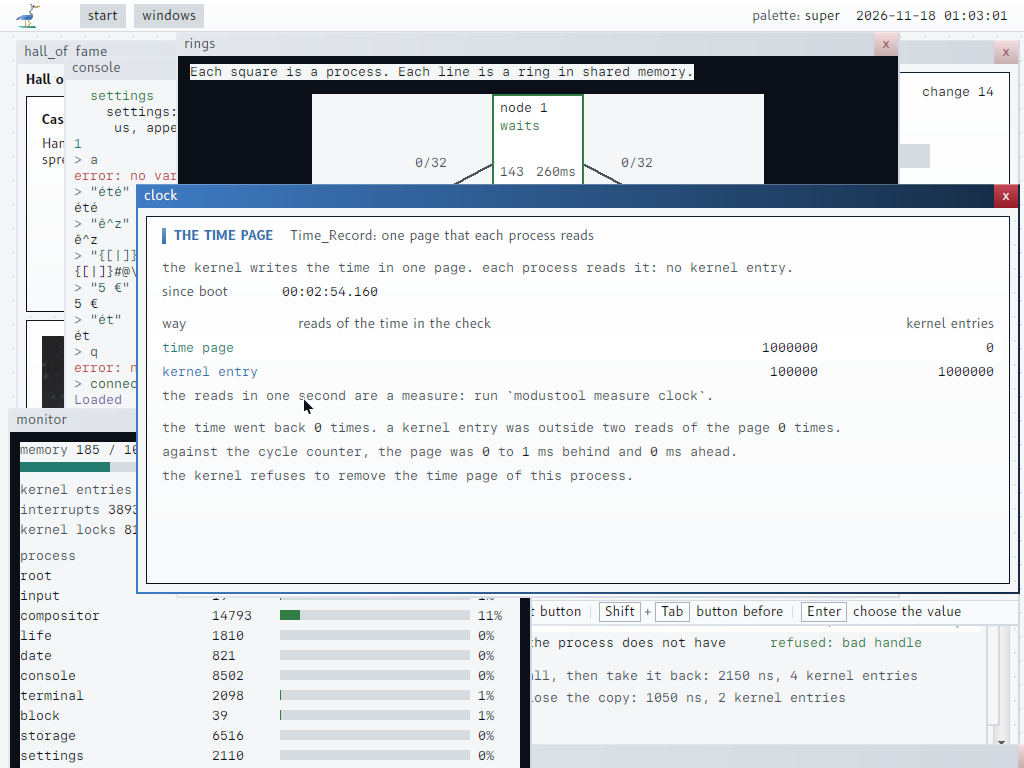 start windows palette: super 2026-11-18 01:03:01
hall_of fame
Hall o
Cas
Han
spre
console
settings
settings:
us, appe
1
> a
error: no var
> "été"
été
> "ê^z"
ê^z
> "{[|]}
{[|]}#@\
> "5 €"
5 €
> "ét"
ét
> q
error: n
> connec
Loaded
rings x
Each square is a process. Each line is a ring in shared memory.
node 1
waits
0/32 0/32
143 260ms
x
change 14
clock x
THE TIME PAGE Time_Record: one page that each process reads
the kernel writes the time in one page. each process reads it: no kernel entry.
since boot 00:02:54.160
way reads of the time in the check kernel entries
time page 1000000 0
kernel entry 100000 1000000
the reads in one second are a measure: run `modustool measure clock`.
the time went back 0 times. a kernel entry was outside two reads of the page 0 times.
against the cycle counter, the page was 0 to 1 ms behind and 0 ms ahead.
the kernel refuses to remove the time page of this process.
monitor
memory 185 / 10
kernel entries
interrupts 3893
kernel locks 81
process
root
input
compositor 14793 11%
life 1810 0%
date 821 0%
console 8502 0%
terminal 2098 1%
block 39 1%
storage 6516 0%
settings 2110 0%
t button Shift + Tab button before Enter choose the value
the process does not have refused: bad handle
all, then take it back: 2150 ns, 4 kernel entries
lose the copy: 1050 ns, 2 kernel entries